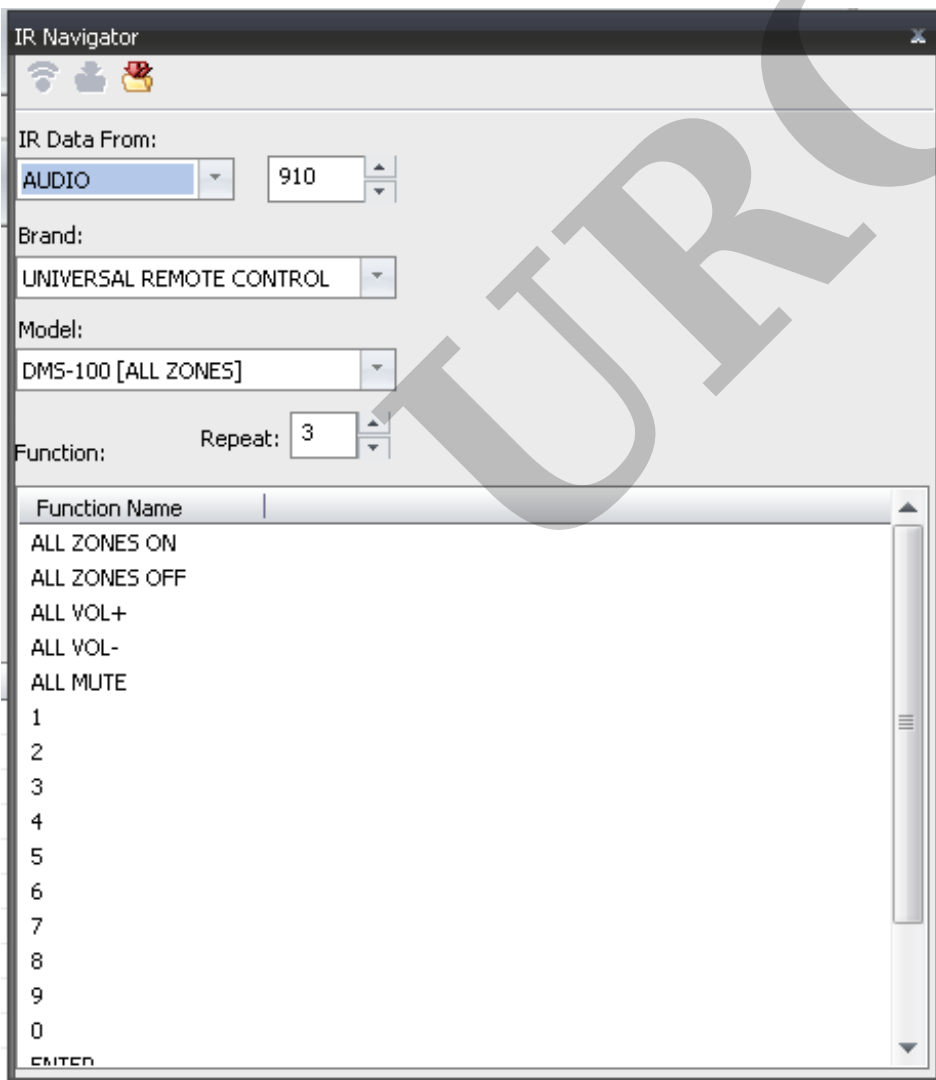 IR Navigator
IR Data From:
AUDIO 910
Brand:
UNIVERSAL REMOTE CONTROL
Model:
DMS-100 [ALL ZONES]
Function: Repeat: 3
Function Name
ALL ZONES ON
ALL ZONES OFF
ALL VOL+
ALL VOL-
ALL MUTE
1
2
3
4
5
6
7
8
9
0
ENTER
URC